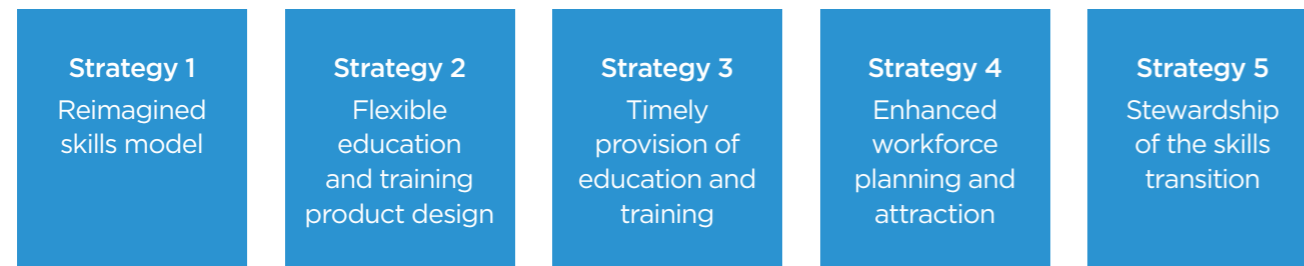 Strategy 1
Reimagined
skills model
Strategy 2
Flexible
education
and training
product design
Strategy 3
Timely
provision of
education and
training
Strategy 4
Enhanced
workforce
planning and
attraction
Strategy 5
Stewardship
of the skills
transition